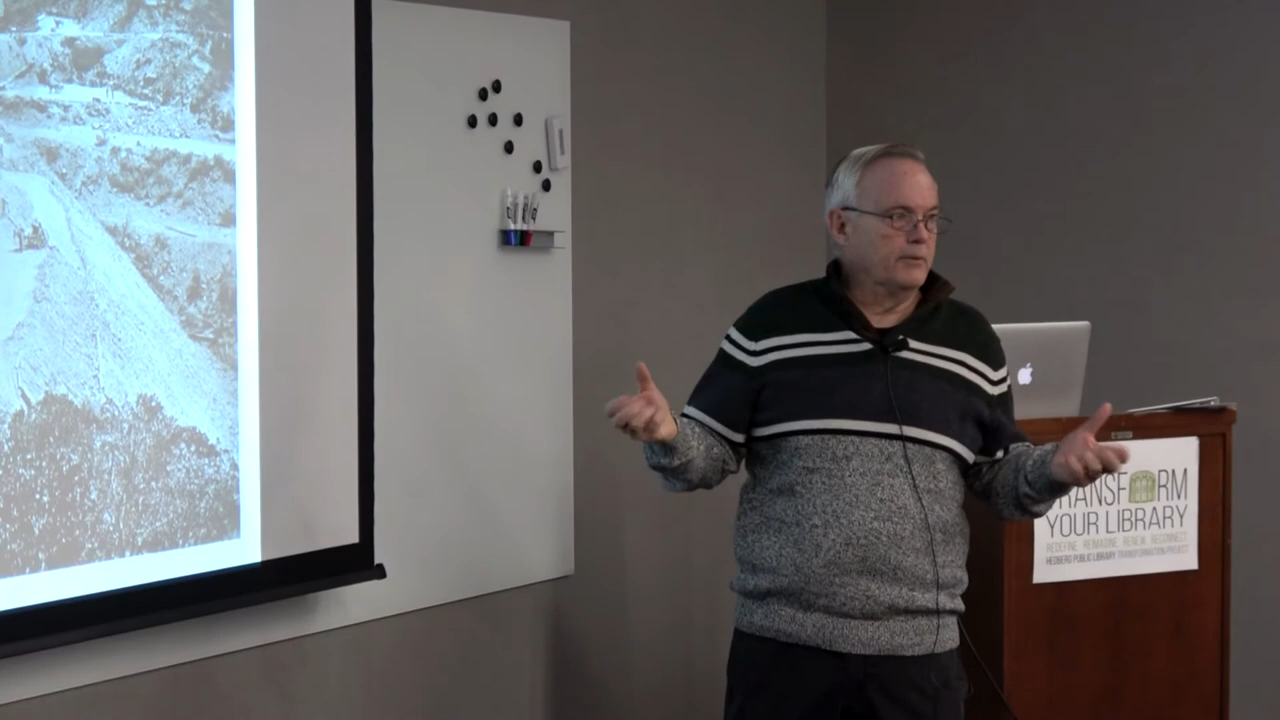 TRANSFORM
YOUR LIBRARY
REDEFINE REIMAGINE RENEW RECONNECT
HEDBERG PUBLIC LIBRARY TRANSFORMATION PROJECT